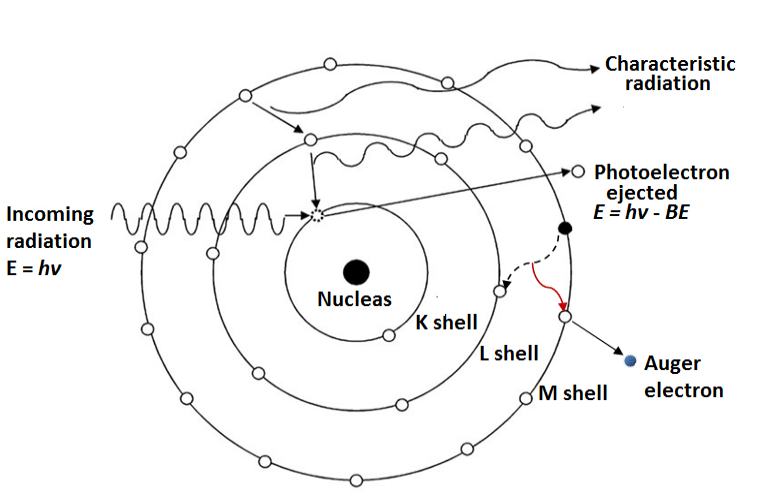 Characteristic
radiation
Photoelectron
ejected
E = hv - BE
Incoming
radiation
E = hv
Nucleas
K shell
L shell
M shell
Auger
electron